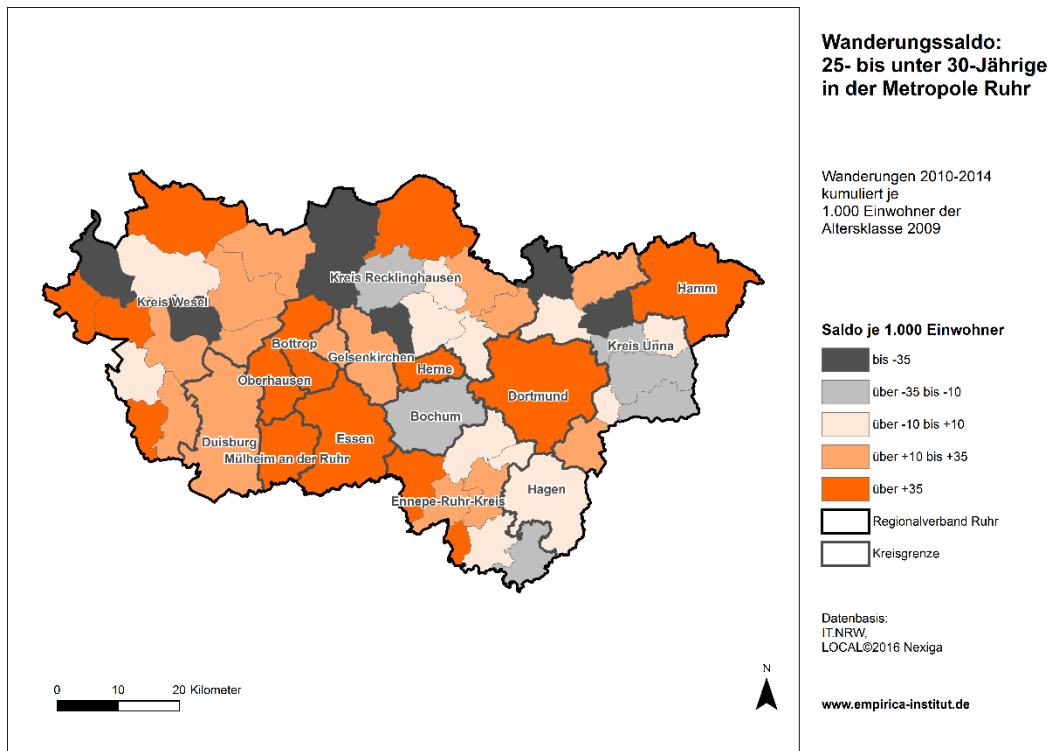 Wanderungssaldo:
25- bis unter 30-Jährige
in der Metropole Ruhr
Wanderungen 2010-2014
kumuliert je
1.000 Einwohner der
Altersklasse 2009
Saldo je 1.000 Einwohner
bis -35
über -35 bis -10
über -10 bis +10
über +10 bis +35
über +35
Regionalverband Ruhr
Kreisgrenze
Datenbasis:
IT.NRW,
LOCAL©2016 Nexiga
www.empirica-institut.de
Kreis Recklinghausen
Hamm
Kreis Wesel
Bottrop
Gelsenkirchen
Kreis Unna
Herne
Oberhausen
Dortmund
Bochum
Duisburg
Essen
Mülheim an der Ruhr
Hagen
Ennepe-Ruhr-Kreis
0 10 20 Kilometer
N